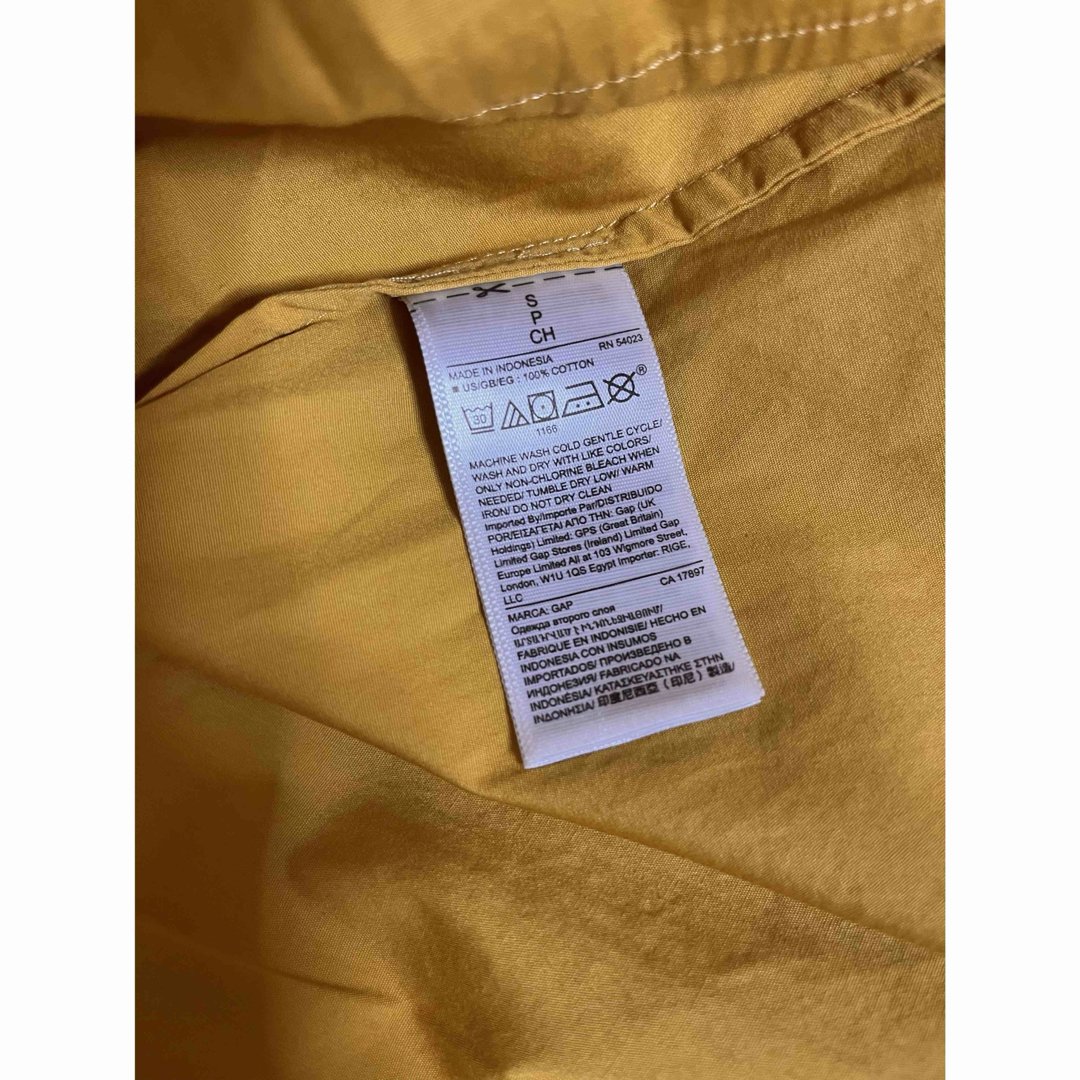 S
P
CH
RN 54023
MADE IN INDONESIA
US/GB/EG : 100% COTTON
30
®
1166
MACHINE WASH COLD GENTLE CYCLE/
WASH AND DRY WITH LIKE COLORS/
ONLY NON-CHLORINE BLEACH WHEN
NEEDED/ TUMBLE DRY LOW/ WARM
IRON/ DO NOT DRY CLEAN
Imported By/Importe Par/DISTRIBUIDO
POR/ΕΙΣΑΓΕΤΑΙ ΑΠΟ ΤΗΝ: Gap (UK
Holdings) Limited: GPS (Great Britain)
Limited Gap Stores (Ireland) Limited Gap
Europe Limited All at 103 Wigmore Street,
London, W1U 1QS Egypt Importer: RIGE,
LLC
CA 17897
MARCA: GAP
Одежда второго слоя
FABRIQUE EN INDONISIE/ HECHO EN
INDONESIA CON INSUMOS
IMPORTADOS/ ПРОИЗВЕДЕНО В
ИНДОНЕЗИЯ/ FABRICADO NA
INDONÉSIA/ ΚΑΤΑΣΚΕΥΑΣΤΗΚΕ ΣΤΗΝ
ΙΝΔΟΝΗΣΙΑ/ 印度尼西亞（印尼）製造/